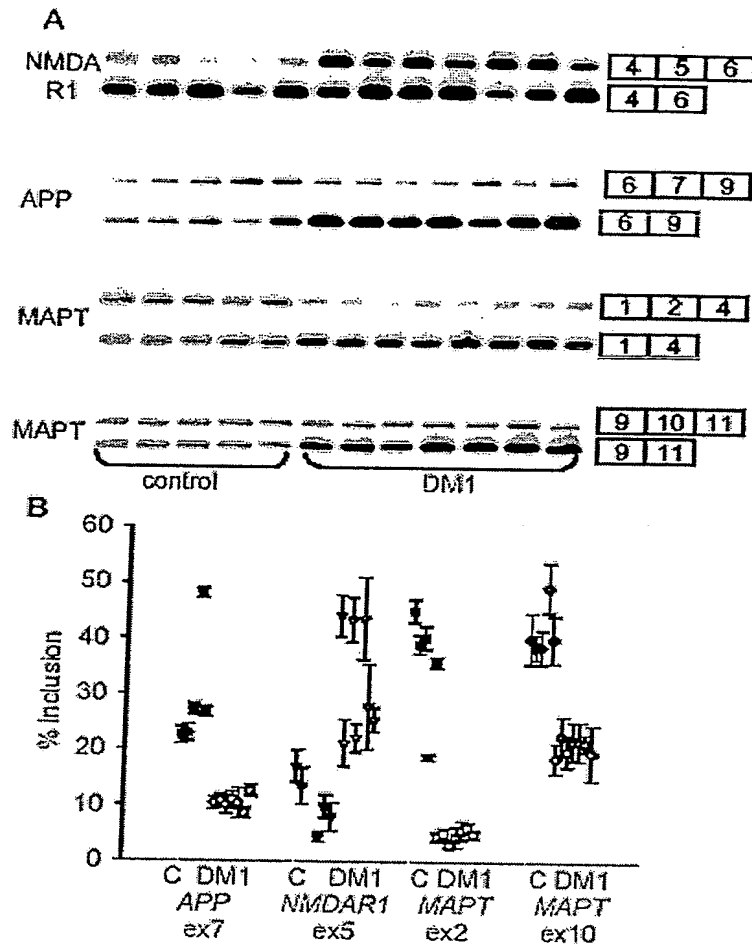 A
NMDA
R1
4 5 6
4 6
APP
6 7 9
6 9
MAPT
1 2 4
1 4
MAPT
9 10 11
9 11
control
DM1
B
60
50
40
30
20
10
0
% Inclusion
C DM1 C DM1 C DM1 C DM1
APP NMDAR1 MAPT MAPT
ex7 ex5 ex2 ex10